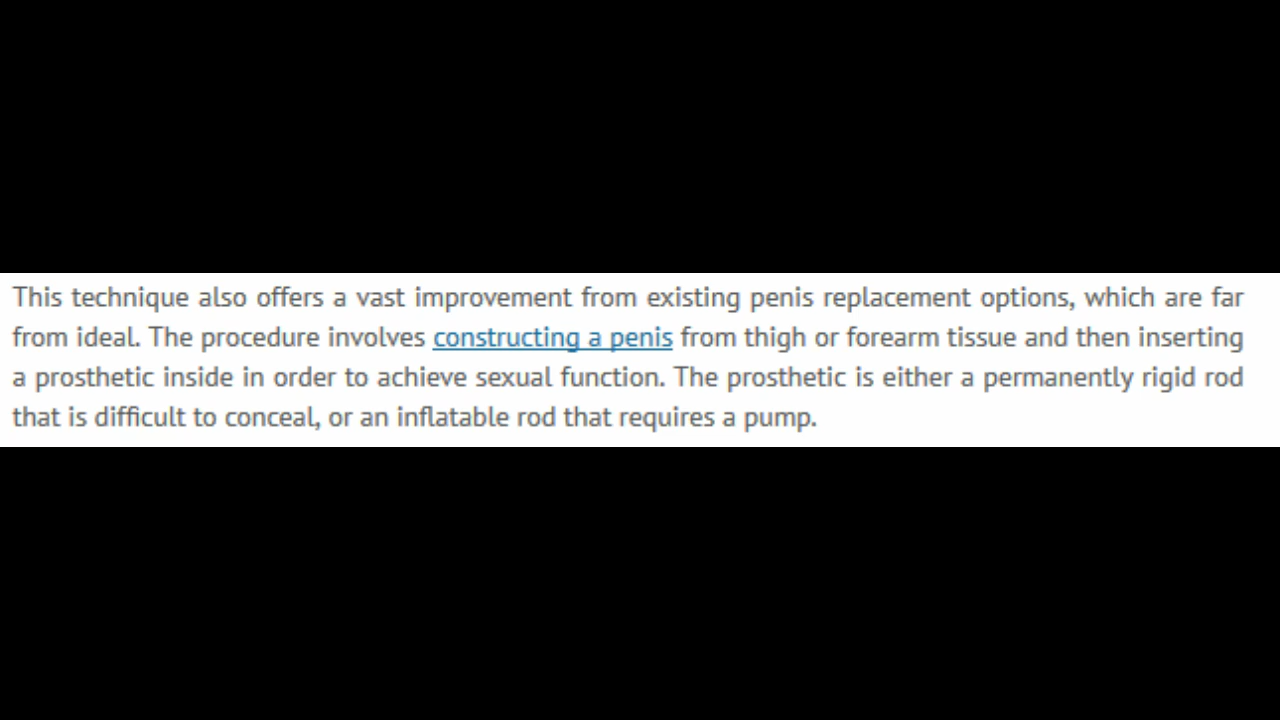 This technique also offers a vast improvement from existing penis replacement options, which are far
from ideal. The procedure involves constructing a penis from thigh or forearm tissue and then inserting
a prosthetic inside in order to achieve sexual function. The prosthetic is either a permanently rigid rod
that is difficult to conceal, or an inflatable rod that requires a pump.